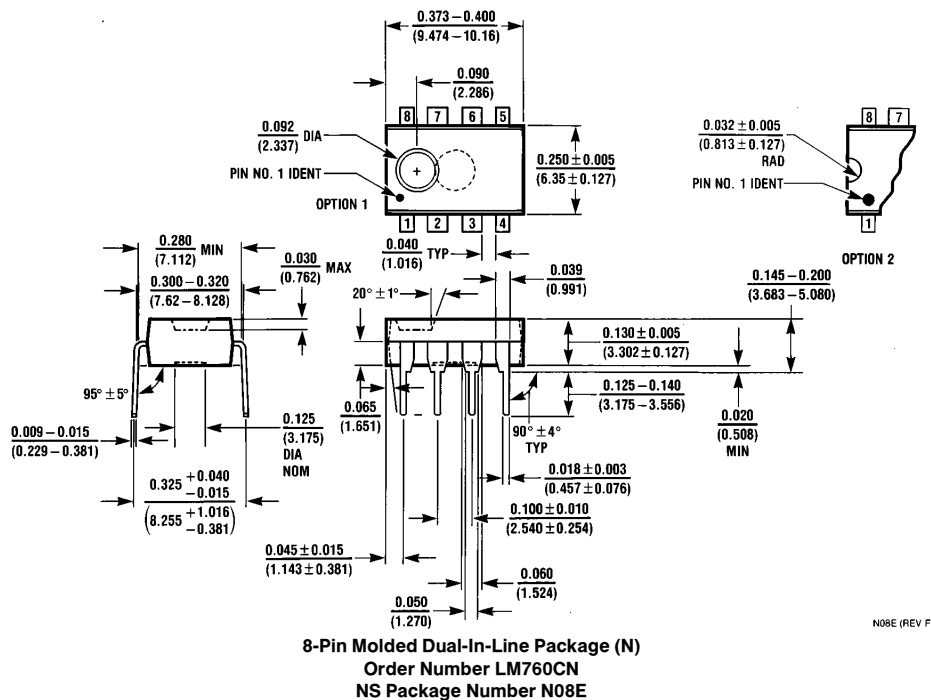 0.373 – 0.400
(9.474 – 10.16)
0.090
(2.286)
8 7 6 5
0.092 DIA
(2.337)
PIN NO. 1 IDENT
OPTION 1
+
0.250 ± 0.005
(6.35 ± 0.127)
1 2 3 4
0.032 ± 0.005
(0.813 ± 0.127)
RAD
PIN NO. 1 IDENT
8 7
1
OPTION 2
0.280 MIN
(7.112)
0.300 – 0.320
(7.62 – 8.128)
0.030 MAX
(0.762)
0.040 TYP
(1.016)
20° ± 1°
0.039
(0.991)
0.145 – 0.200
(3.683 – 5.080)
0.130 ± 0.005
(3.302 ± 0.127)
0.125 – 0.140
(3.175 – 3.556)
0.020
(0.508)
MIN
95° ± 5°
0.009 – 0.015
(0.229 – 0.381)
0.125
(3.175)
DIA
NOM
0.065
(1.651)
90° ± 4°
TYP
0.018 ± 0.003
(0.457 ± 0.076)
0.325 +0.040
–0.015
(8.255 +1.016
–0.381)
0.100 ± 0.010
(2.540 ± 0.254)
0.045 ± 0.015
(1.143 ± 0.381)
0.060
(1.524)
0.050
(1.270)
N08E (REV F
8-Pin Molded Dual-In-Line Package (N)
Order Number LM760CN
NS Package Number N08E